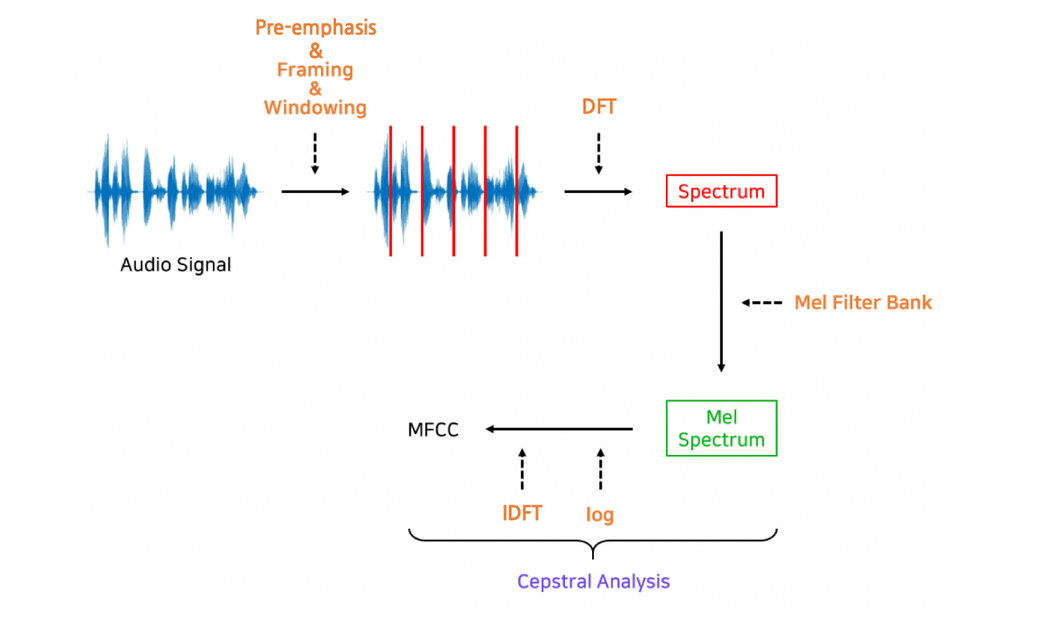 Pre-emphasis
&
Framing
&
Windowing
DFT
Spectrum
Audio Signal
Mel Filter Bank
Mel
Spectrum
MFCC
IDFT
log
Cepstral Analysis